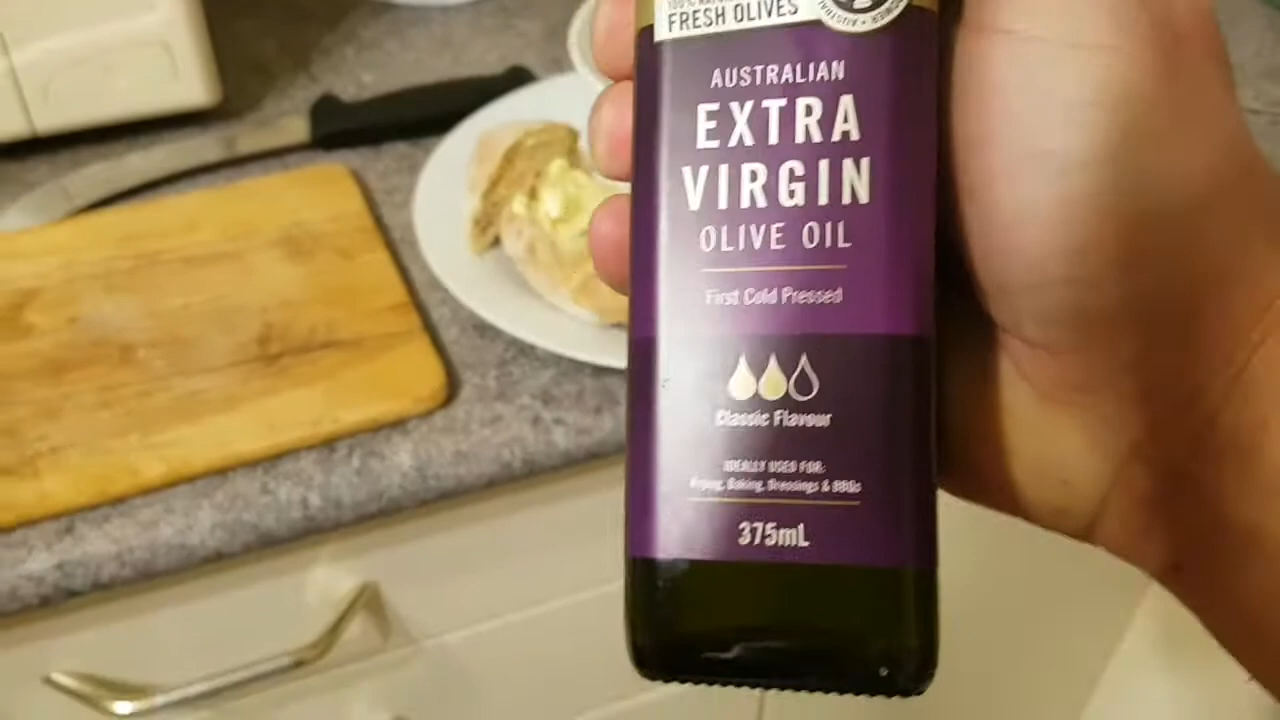 FRESH OLIVES
AUSTRALIAN
EXTRA
VIRGIN
OLIVE OIL
First Cold Pressed
Classic Flavour
IDEALLY USED FOR:
Frying, Baking, Dressings & BBQs
375mL